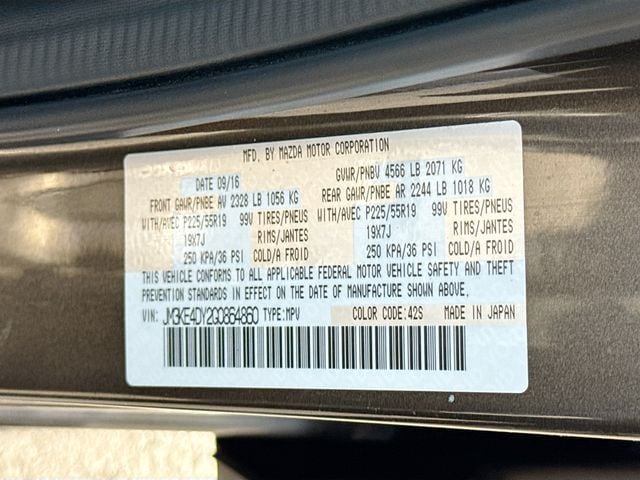 MFD. BY MAZDA MOTOR CORPORATION
DATE 09/16 GVWR/PNBV 4566 LB 2071 KG
FRONT GAWR/PNBE AV 2328 LB 1056 KG REAR GAWR/PNBE AR 2244 LB 1018 KG
WITH/AVEC P225/55R19 99V TIRES/PNEUS WITH/AVEC P225/55R19 99V TIRES/PNEUS
19X7J RIMS/JANTES 19X7J RIMS/JANTES
250 KPA/36 PSI COLD/A FROID 250 KPA/36 PSI COLD/A FROID
THIS VEHICLE CONFORMS TO ALL APPLICABLE FEDERAL MOTOR VEHICLE SAFETY AND THEFT
PREVENTION STANDARDS IN EFFECT ON THE DATE OF MANUFACTURE SHOWN ABOVE.
VIN: JM3KE4DY2G0864860 TYPE:MPV COLOR CODE:42S MADE IN JAPAN